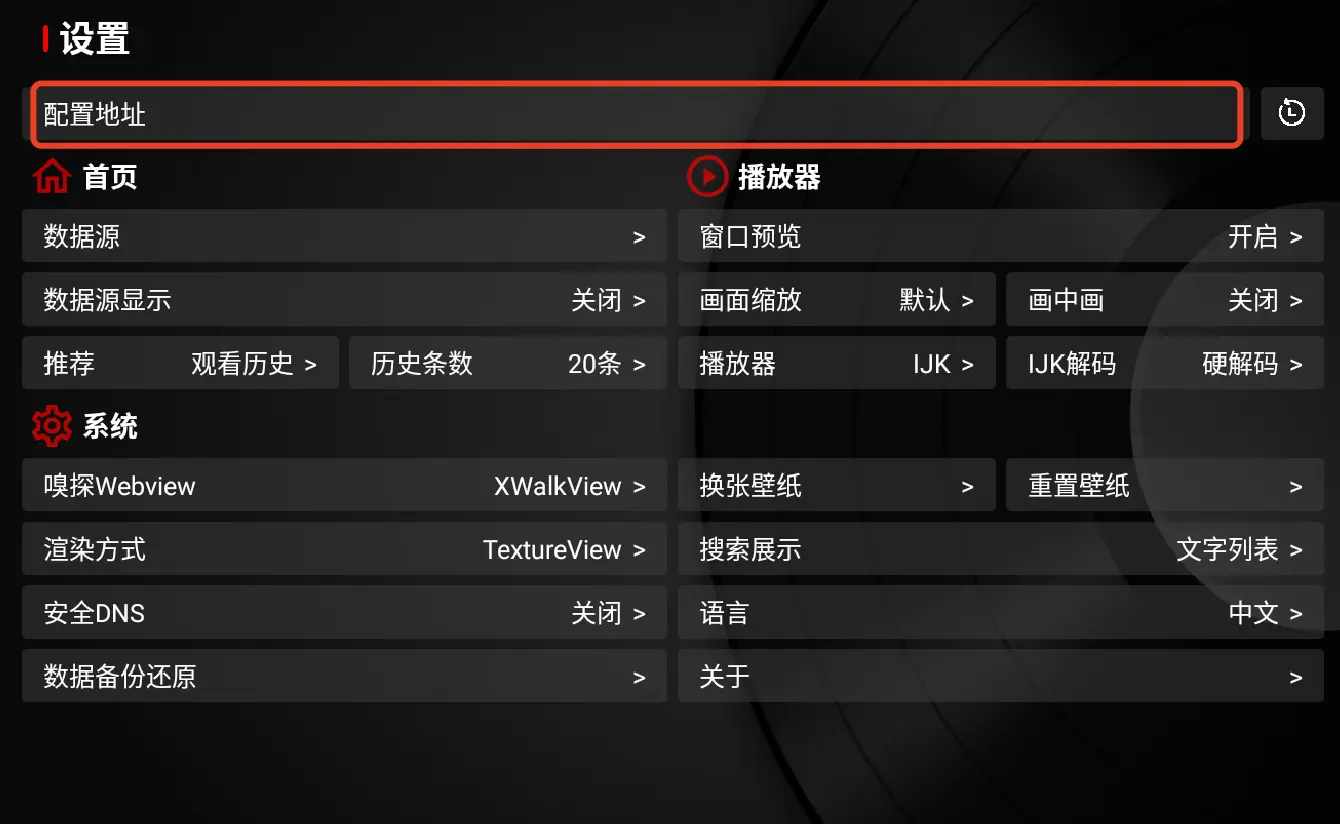 设置
配置地址
首页
播放器
数据源 >
窗口预览 开启 >
数据源显示 关闭 >
画面缩放 默认 >
画中画 关闭 >
推荐 观看历史 >
历史条数 20条 >
播放器 IJK >
IJK解码 硬解码 >
系统
嗅探Webview XWalkView >
换张壁纸 >
重置壁纸 >
渲染方式 TextureView >
搜索展示 文字列表 >
安全DNS 关闭 >
语言 中文 >
数据备份还原 >
关于 >